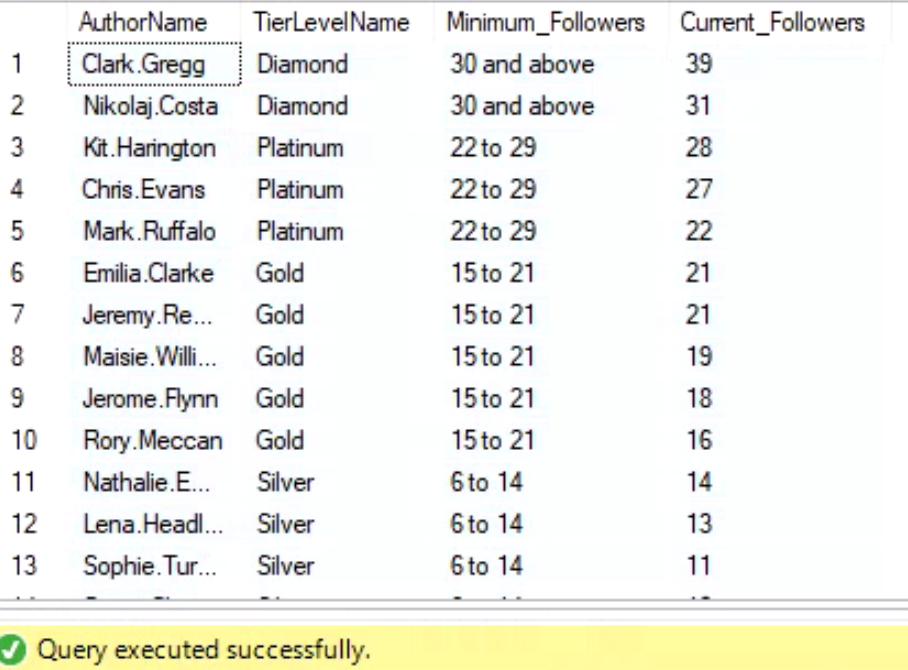 AuthorName TierLevelName Minimum_Followers Current_Followers
1 Clark.Gregg Diamond 30 and above 39
2 Nikolaj.Costa Diamond 30 and above 31
3 Kit.Harington Platinum 22 to 29 28
4 Chris.Evans Platinum 22 to 29 27
5 Mark.Ruffalo Platinum 22 to 29 22
6 Emilia.Clarke Gold 15 to 21 21
7 Jeremy.Re... Gold 15 to 21 21
8 Maisie.Willi... Gold 15 to 21 19
9 Jerome.Flynn Gold 15 to 21 18
10 Rory.Meccan Gold 15 to 21 16
11 Nathalie.E... Silver 6 to 14 14
12 Lena.Headl... Silver 6 to 14 13
13 Sophie.Tur... Silver 6 to 14 11
Query executed successfully.